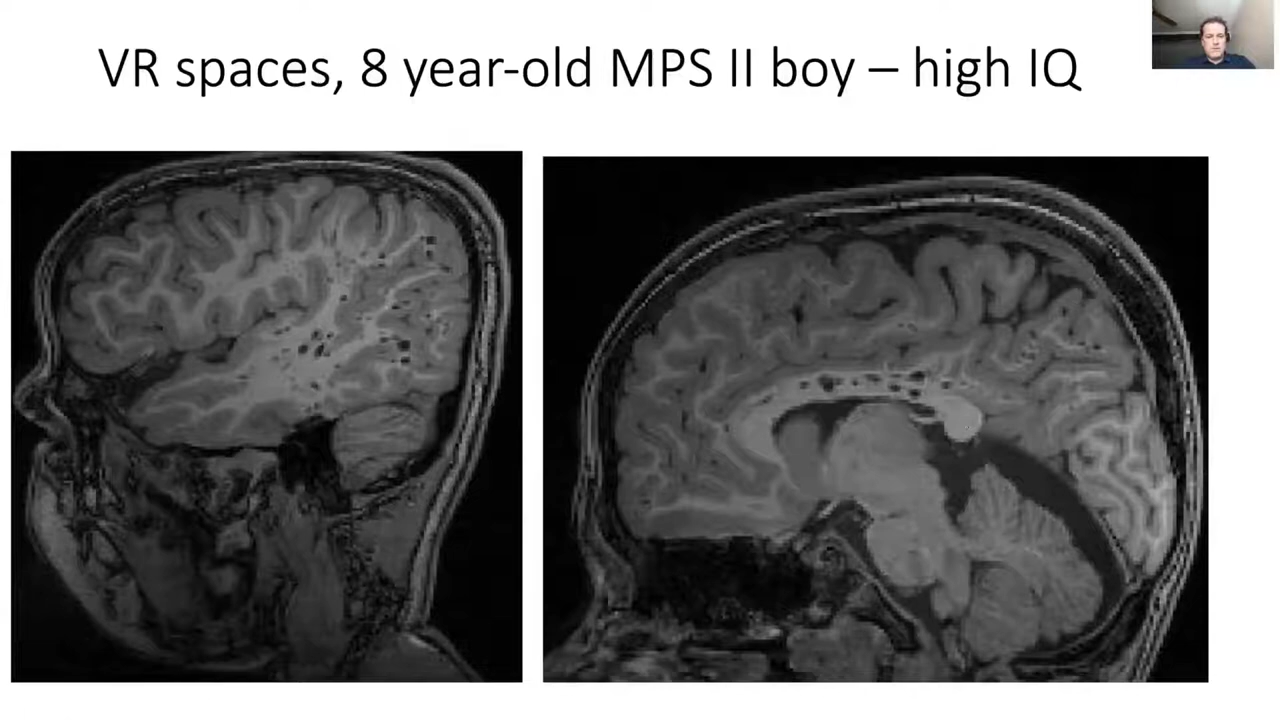 VR spaces, 8 year-old MPS II boy – high IQ